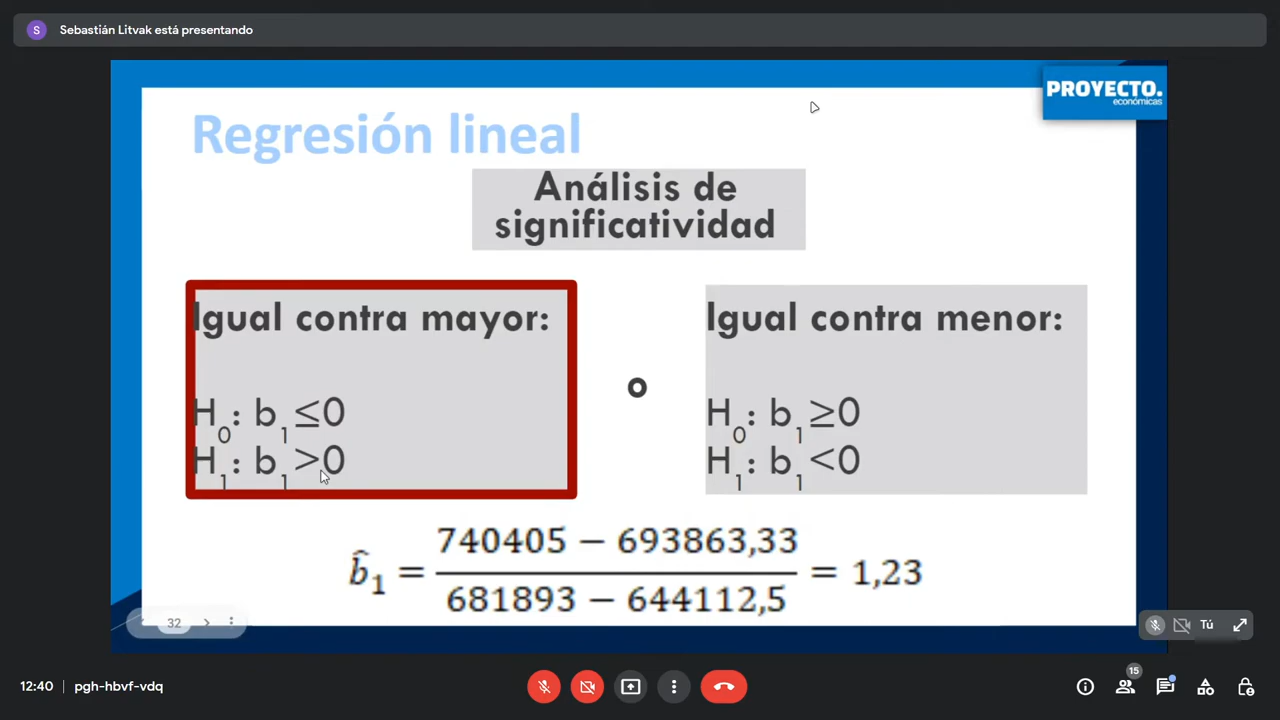 S Sebastián Litvak está presentando
PROYECTO.
económicas
Regresión lineal
Análisis de
significatividad
Igual contra mayor:
H₀: b₁≤0
H₁: b₁>0
o
Igual contra menor:
H₀: b₁≥0
H₁: b₁<0
b̂₁ = (740405 − 693863,33) / (681893 − 644112,5) = 1,23
32
Tú
12:40 | pgh-hbvf-vdq
15